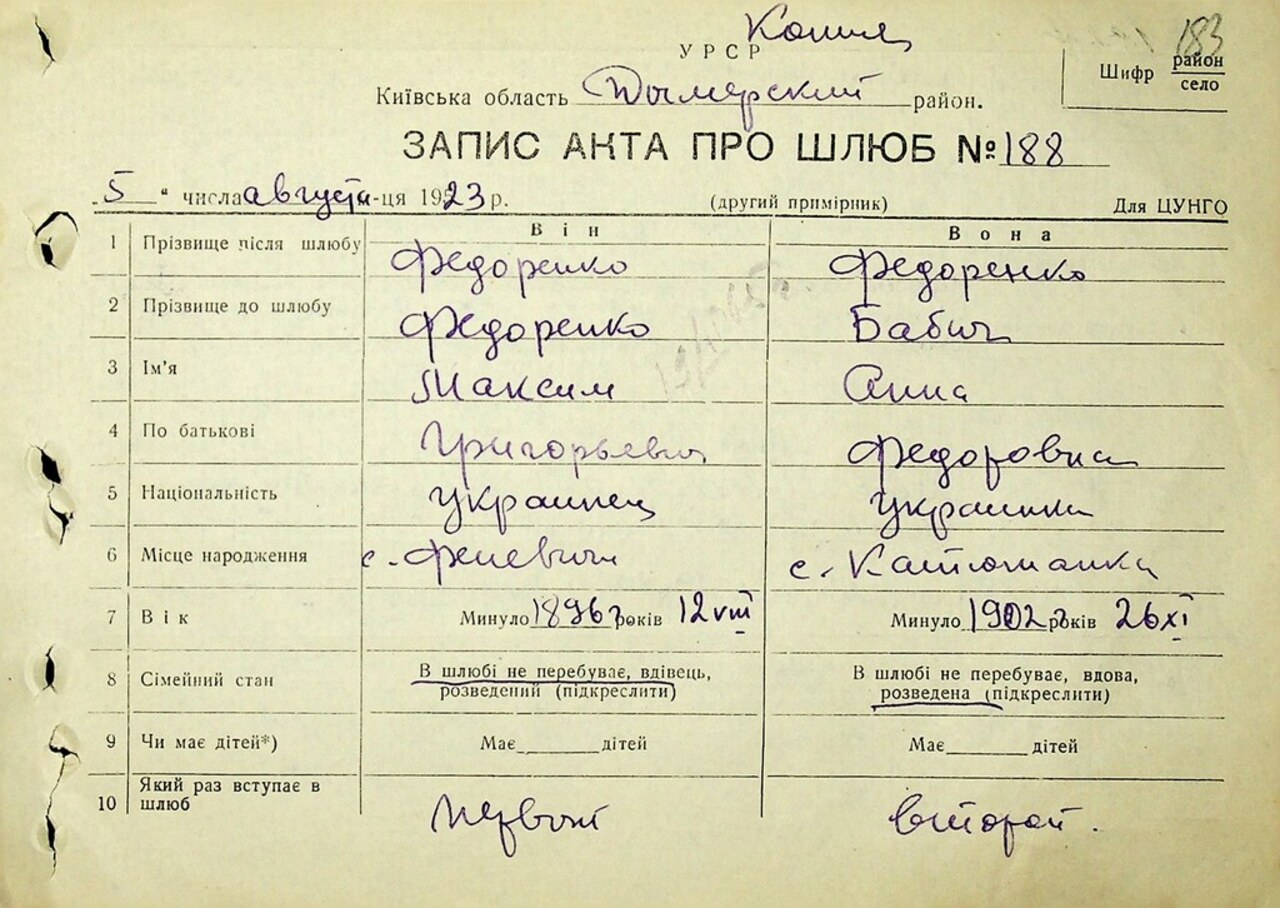 Копия
183
УРСР
Шифр район село
Київська область Дымерский район.
ЗАПИС АКТА ПРО ШЛЮБ № 188
„5" числа августа м-ця 1923 р. (другий примірник) Для ЦУНГО
Він Вона
1 Прізвище після шлюбу Федоренко Федоренко
2 Прізвище до шлюбу Федоренко Бабич
3 Ім'я Максим Анна
4 По батькові Григорьевич Федоровна
5 Національність Украинец Украинка
6 Місце народження с. Феневичи с. Катюжанка
7 Вік Минуло 1896 г років 12 VIII Минуло 1902 г років 26 XI
8 Сімейний стан В шлюбі не перебуває, вдівець, розведений (підкреслити) В шлюбі не перебуває, вдова, розведена (підкреслити)
9 Чи має дітей*) Має дітей Має дітей
10 Який раз вступає в шлюб первый второй.